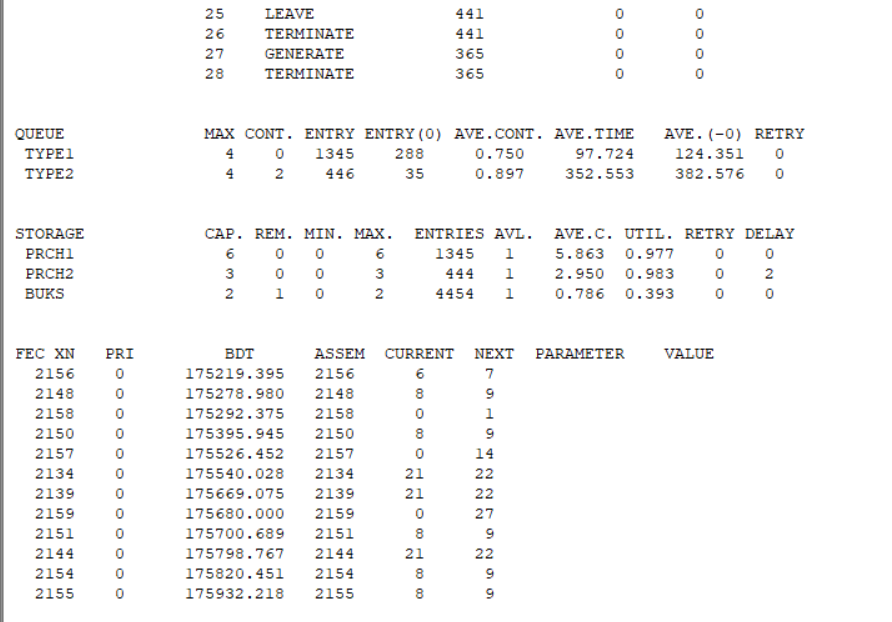 25 LEAVE 441 0 0
26 TERMINATE 441 0 0
27 GENERATE 365 0 0
28 TERMINATE 365 0 0
QUEUE MAX CONT. ENTRY ENTRY(0) AVE.CONT. AVE.TIME AVE.(-0) RETRY
TYPE1 4 0 1345 288 0.750 97.724 124.351 0
TYPE2 4 2 446 35 0.897 352.553 382.576 0
STORAGE CAP. REM. MIN. MAX. ENTRIES AVL. AVE.C. UTIL. RETRY DELAY
PRCH1 6 0 0 6 1345 1 5.863 0.977 0 0
PRCH2 3 0 0 3 444 1 2.950 0.983 0 2
BUKS 2 1 0 2 4454 1 0.786 0.393 0 0
FEC XN PRI BDT ASSEM CURRENT NEXT PARAMETER VALUE
2156 0 175219.395 2156 6 7
2148 0 175278.980 2148 8 9
2158 0 175292.375 2158 0 1
2150 0 175395.945 2150 8 9
2157 0 175526.452 2157 0 14
2134 0 175540.028 2134 21 22
2139 0 175669.075 2139 21 22
2159 0 175680.000 2159 0 27
2151 0 175700.689 2151 8 9
2144 0 175798.767 2144 21 22
2154 0 175820.451 2154 8 9
2155 0 175932.218 2155 8 9